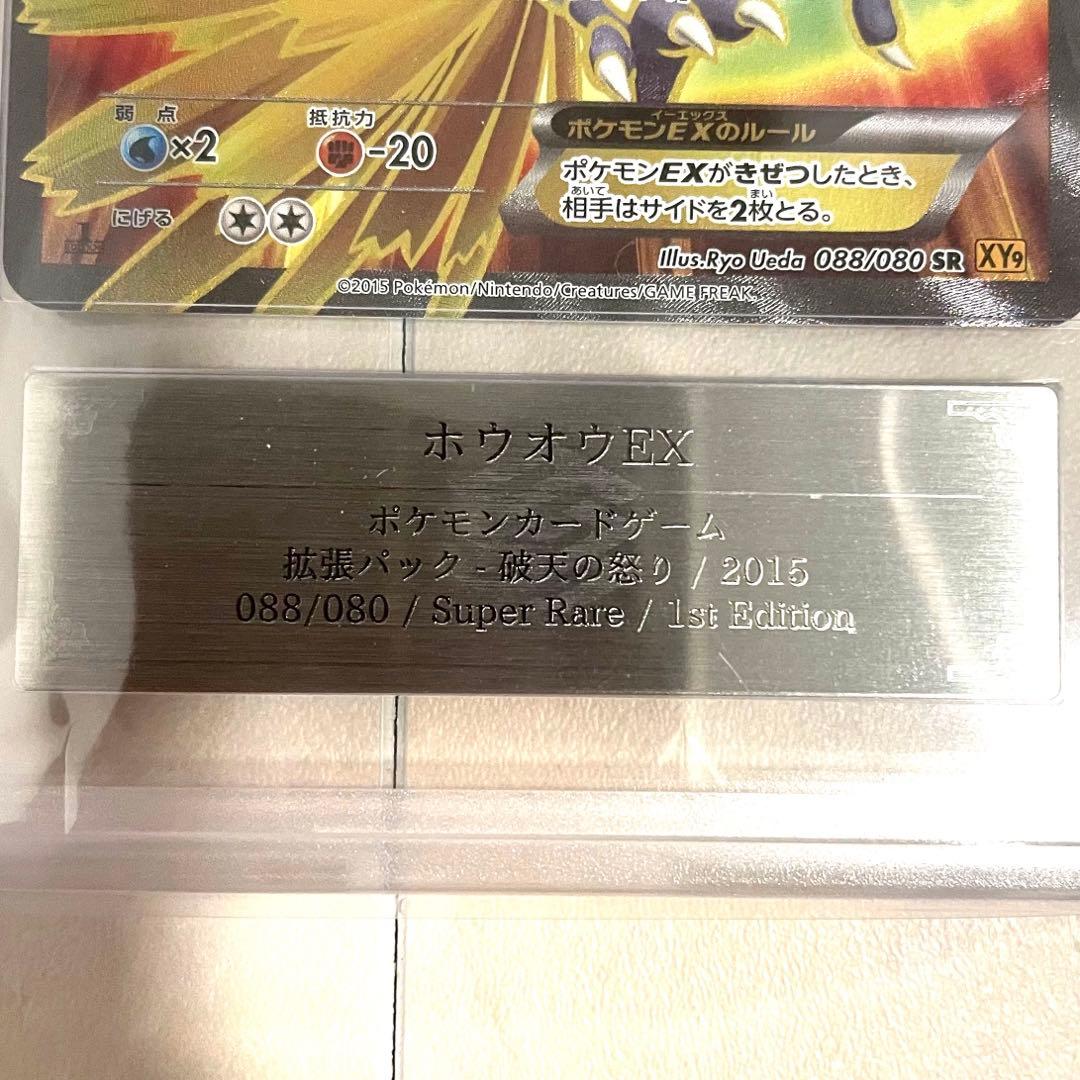 弱点
×2
抵抗力
-20
にげる
イーエックス
ポケモンEXのルール
ポケモンEXがきぜつしたとき、
あいて まい
相手はサイドを2枚とる。
Illus.Ryo Ueda 088/080 SR XY9
©2015 Pokémon/Nintendo/Creatures/GAME FREAK.
ホウオウEX
ポケモンカードゲーム
拡張パック - 破天の怒り / 2015
088/080 / Super Rare / 1st Edition